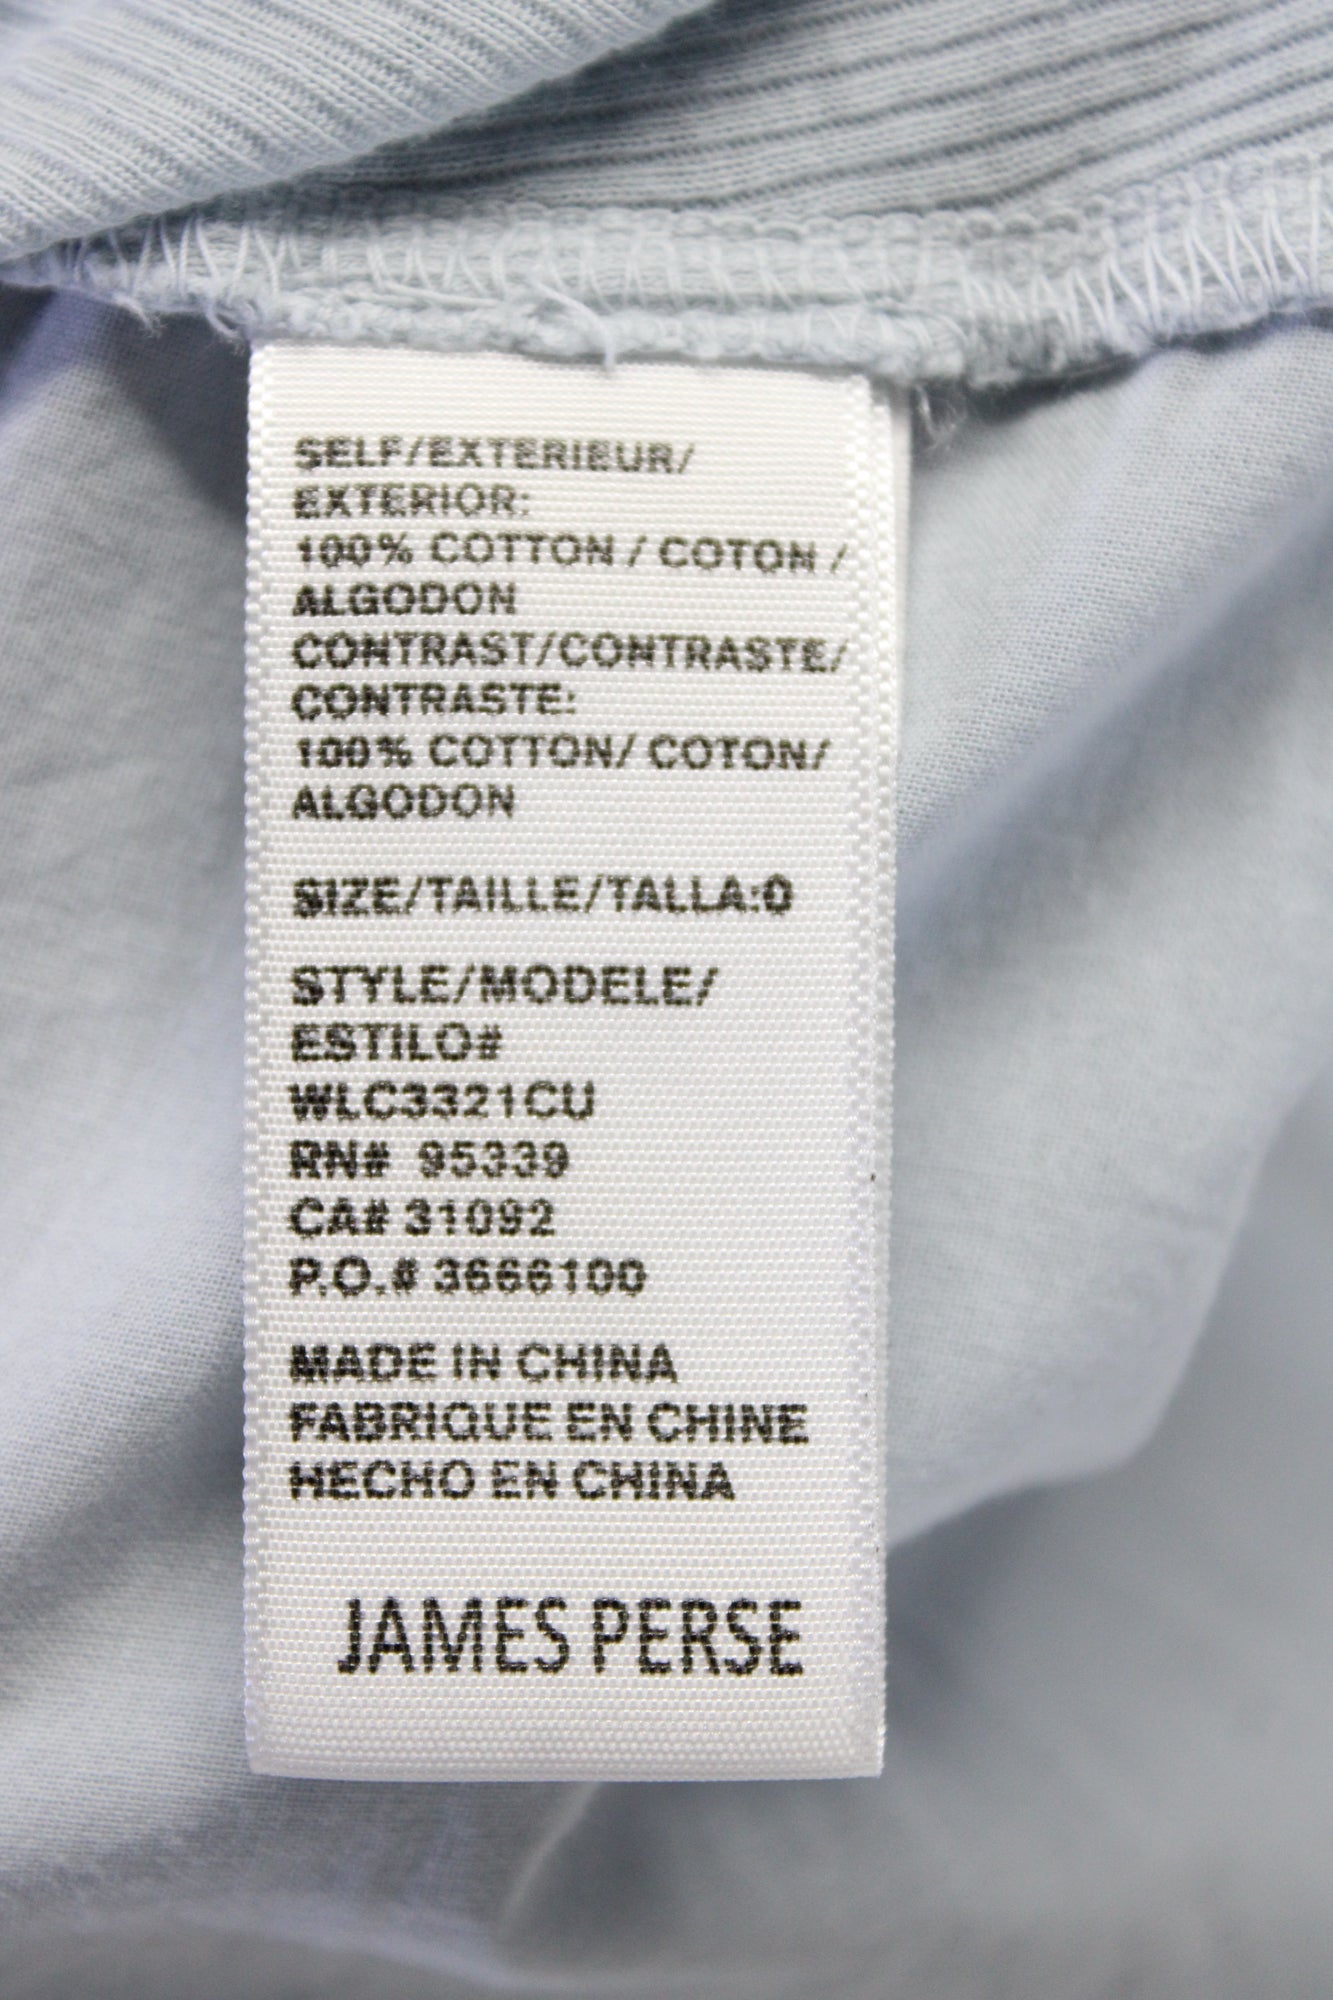 SELF/EXTERIEUR/
EXTERIOR:
100% COTTON / COTON /
ALGODON
CONTRAST/CONTRASTE/
CONTRASTE:
100% COTTON/ COTON/
ALGODON
SIZE/TAILLE/TALLA:0
STYLE/MODELE/
ESTILO#
WLC3321CU
RN# 95339
CA# 31092
P.O.# 3666100
MADE IN CHINA
FABRIQUE EN CHINE
HECHO EN CHINA
JAMES PERSE